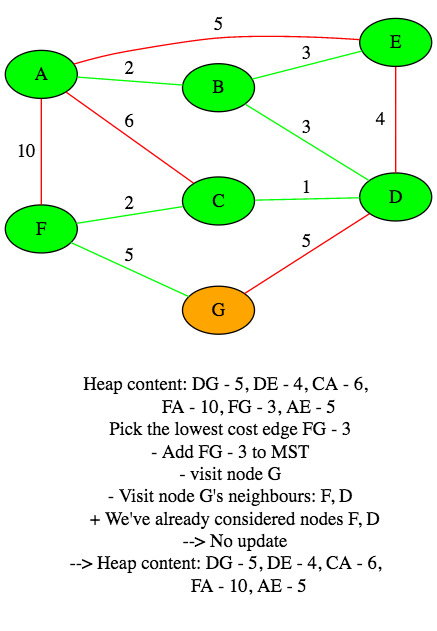 5
E
A
2
3
B
6
3
4
10
1
D
2
C
F
5
5
G
Heap content: DG - 5, DE - 4, CA - 6,
FA - 10, FG - 3, AE - 5
Pick the lowest cost edge FG - 3
- Add FG - 3 to MST
- visit node G
- Visit node G's neighbours: F, D
+ We've already considered nodes F, D
--> No update
--> Heap content: DG - 5, DE - 4, CA - 6,
FA - 10, AE - 5